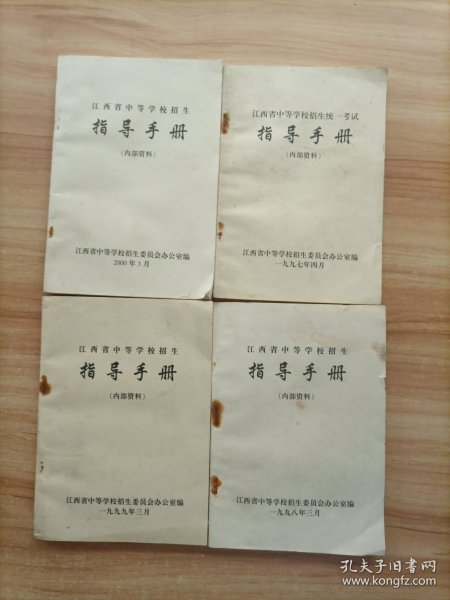 江西省中等学校招生
指导手册
（内部资料）
江西省中等学校招生委员会办公室编
2000年3月
江西省中等学校招生统一考试
指导手册
（内部资料）
江西省中等学校招生委员会办公室编
一九九七年四月
江西省中等学校招生
指导手册
（内部资料）
江西省中等学校招生委员会办公室编
一九九九年三月
江西省中等学校招生
指导手册
（内部资料）
江西省中等学校招生委员会办公室编
一九九八年三月
孔夫子旧书网
www.kongfz.com